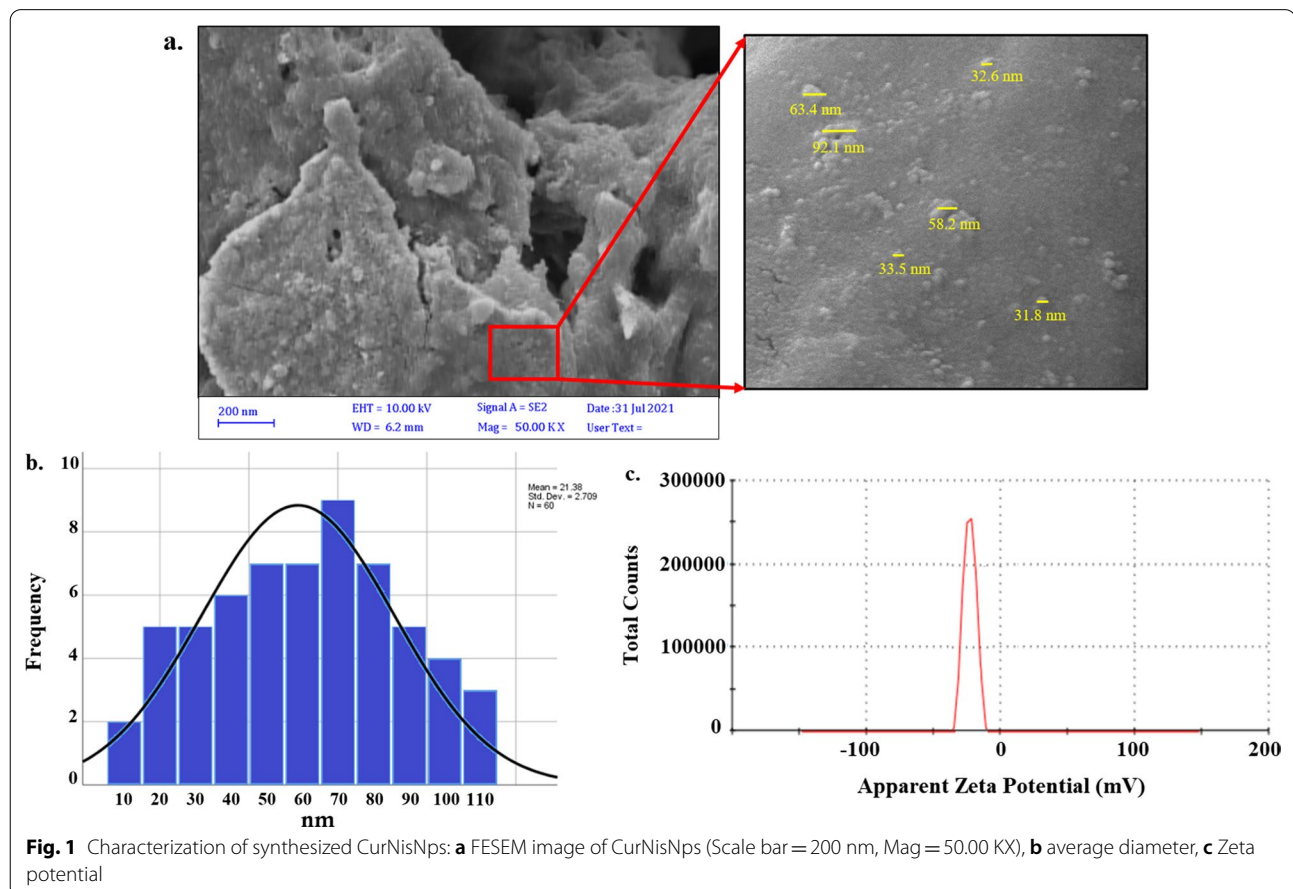 a.
32.6 nm
63.4 nm
92.1 nm
58.2 nm
33.5 nm
31.8 nm
200 nm
EHT = 10.00 kV
Signal A = SE2
Date :31 Jul 2021
WD = 6.2 mm
Mag = 50.00 K X
User Text =
b.
10
8
6
4
2
0
Frequency
10 20 30 40 50 60 70 80 90 100 110
nm
Mean = 21.38
Std. Dev. = 2.709
N = 60
c.
300000
200000
100000
0
Total Counts
-100 0 100 200
Apparent Zeta Potential (mV)
Fig. 1 Characterization of synthesized CurNisNps: a FESEM image of CurNisNps (Scale bar = 200 nm, Mag = 50.00 KX), b average diameter, c Zeta
potential